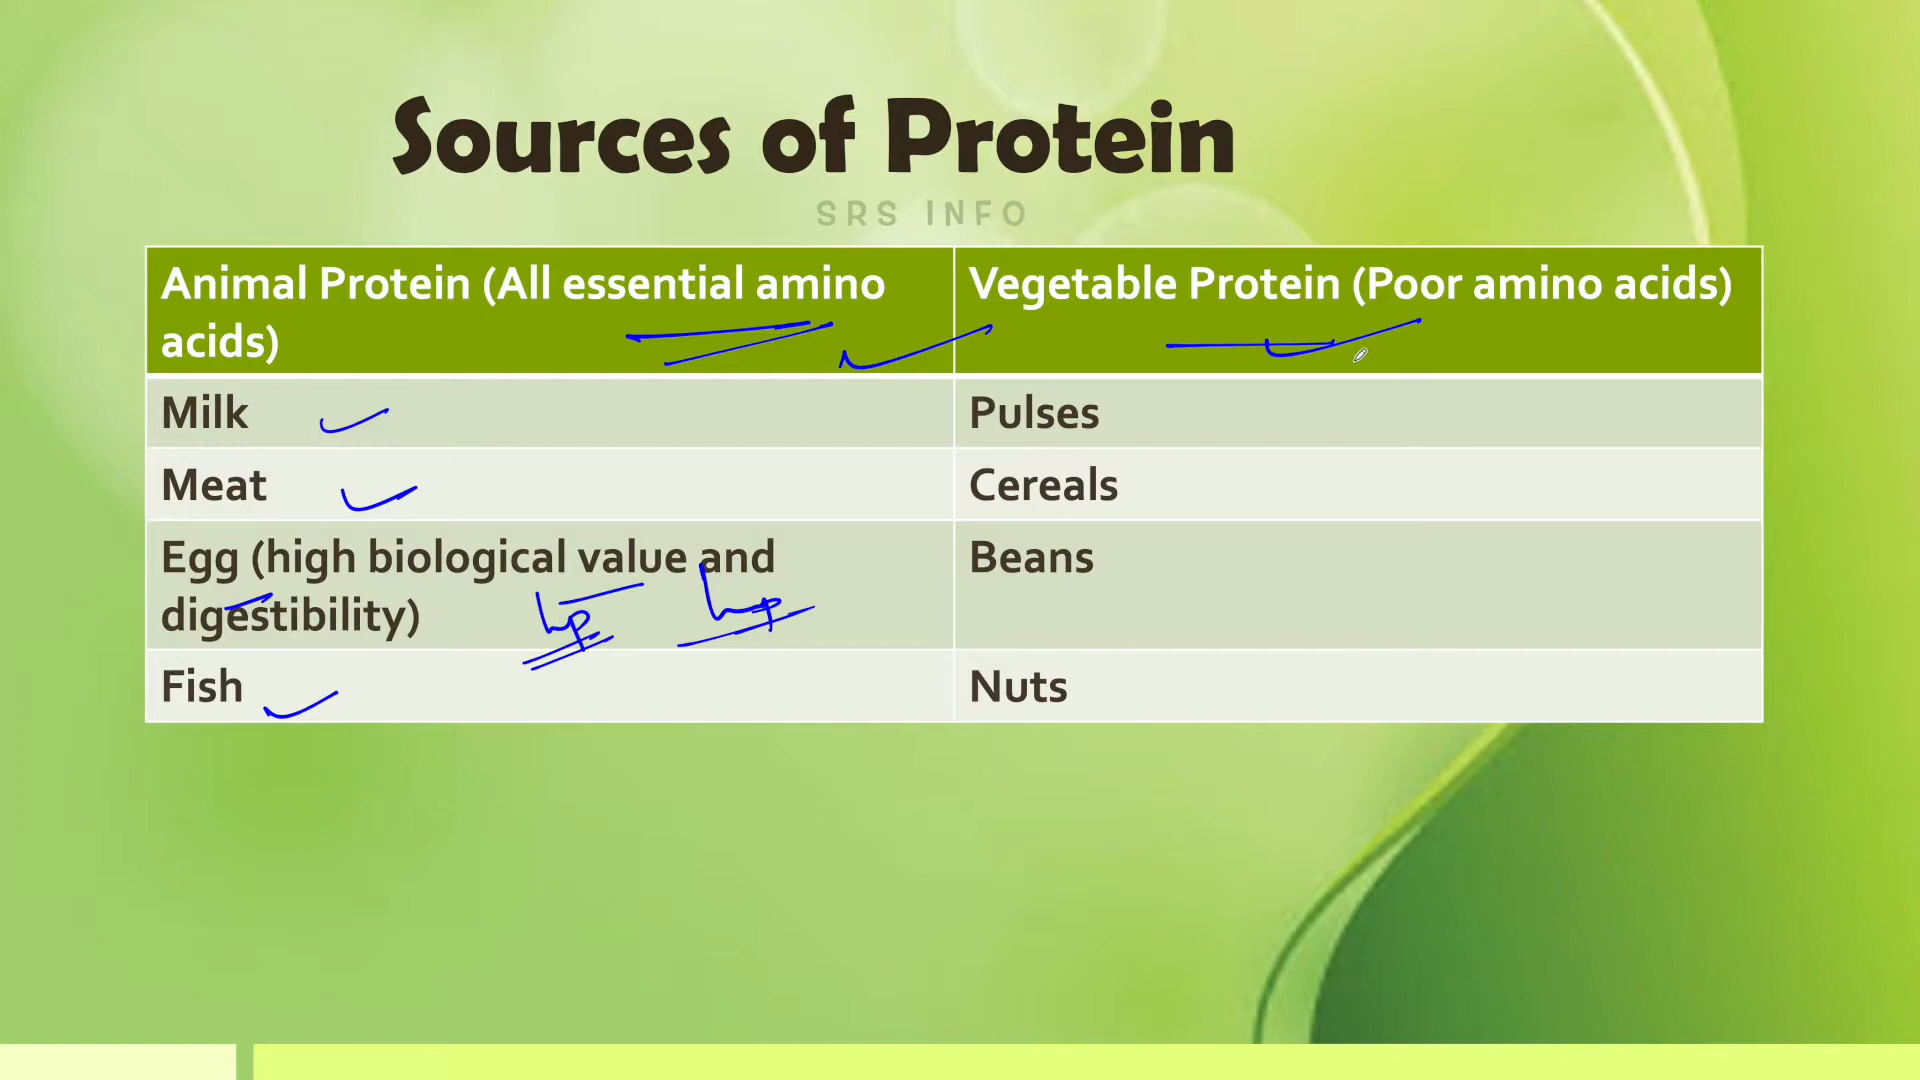 Sources of Protein
SRS INFO
Animal Protein (All essential amino
acids)
Vegetable Protein (Poor amino acids)
Milk
Pulses
Meat
Cereals
Egg (high biological value and
digestibility)
Beans
Fish
Nuts